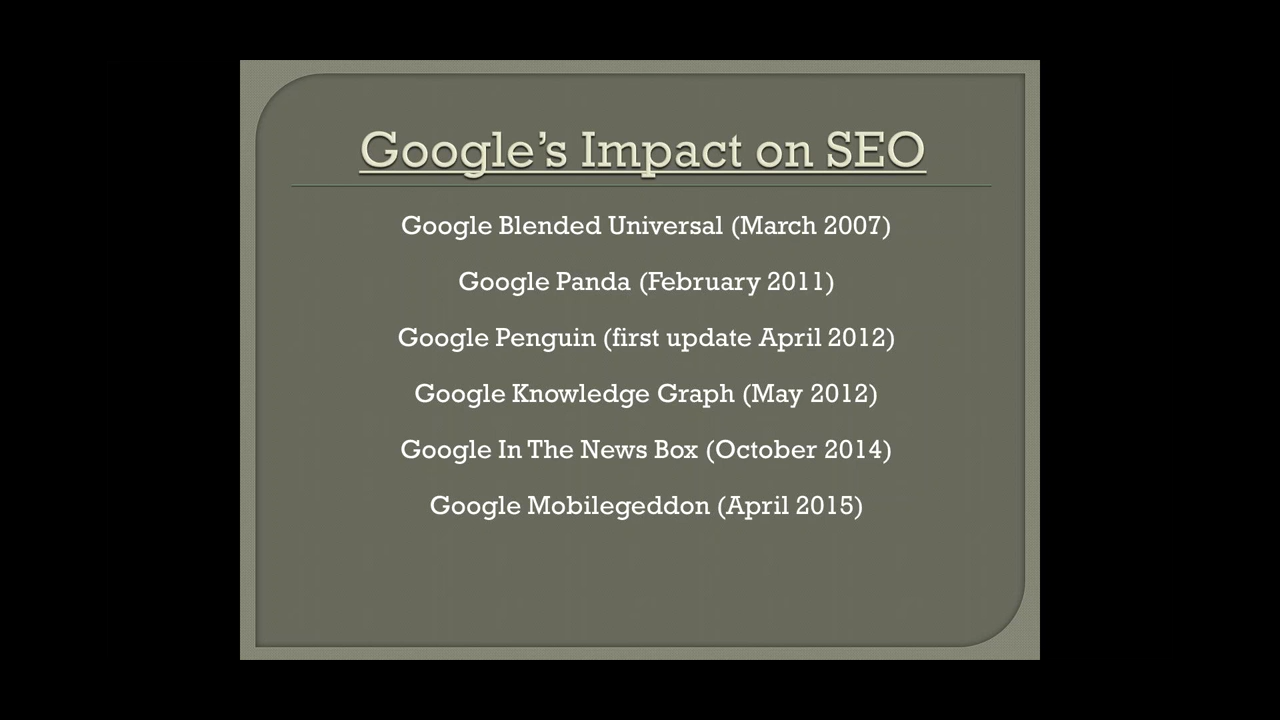 Google’s Impact on SEO
Google Blended Universal (March 2007)
Google Panda (February 2011)
Google Penguin (first update April 2012)
Google Knowledge Graph (May 2012)
Google In The News Box (October 2014)
Google Mobilegeddon (April 2015)